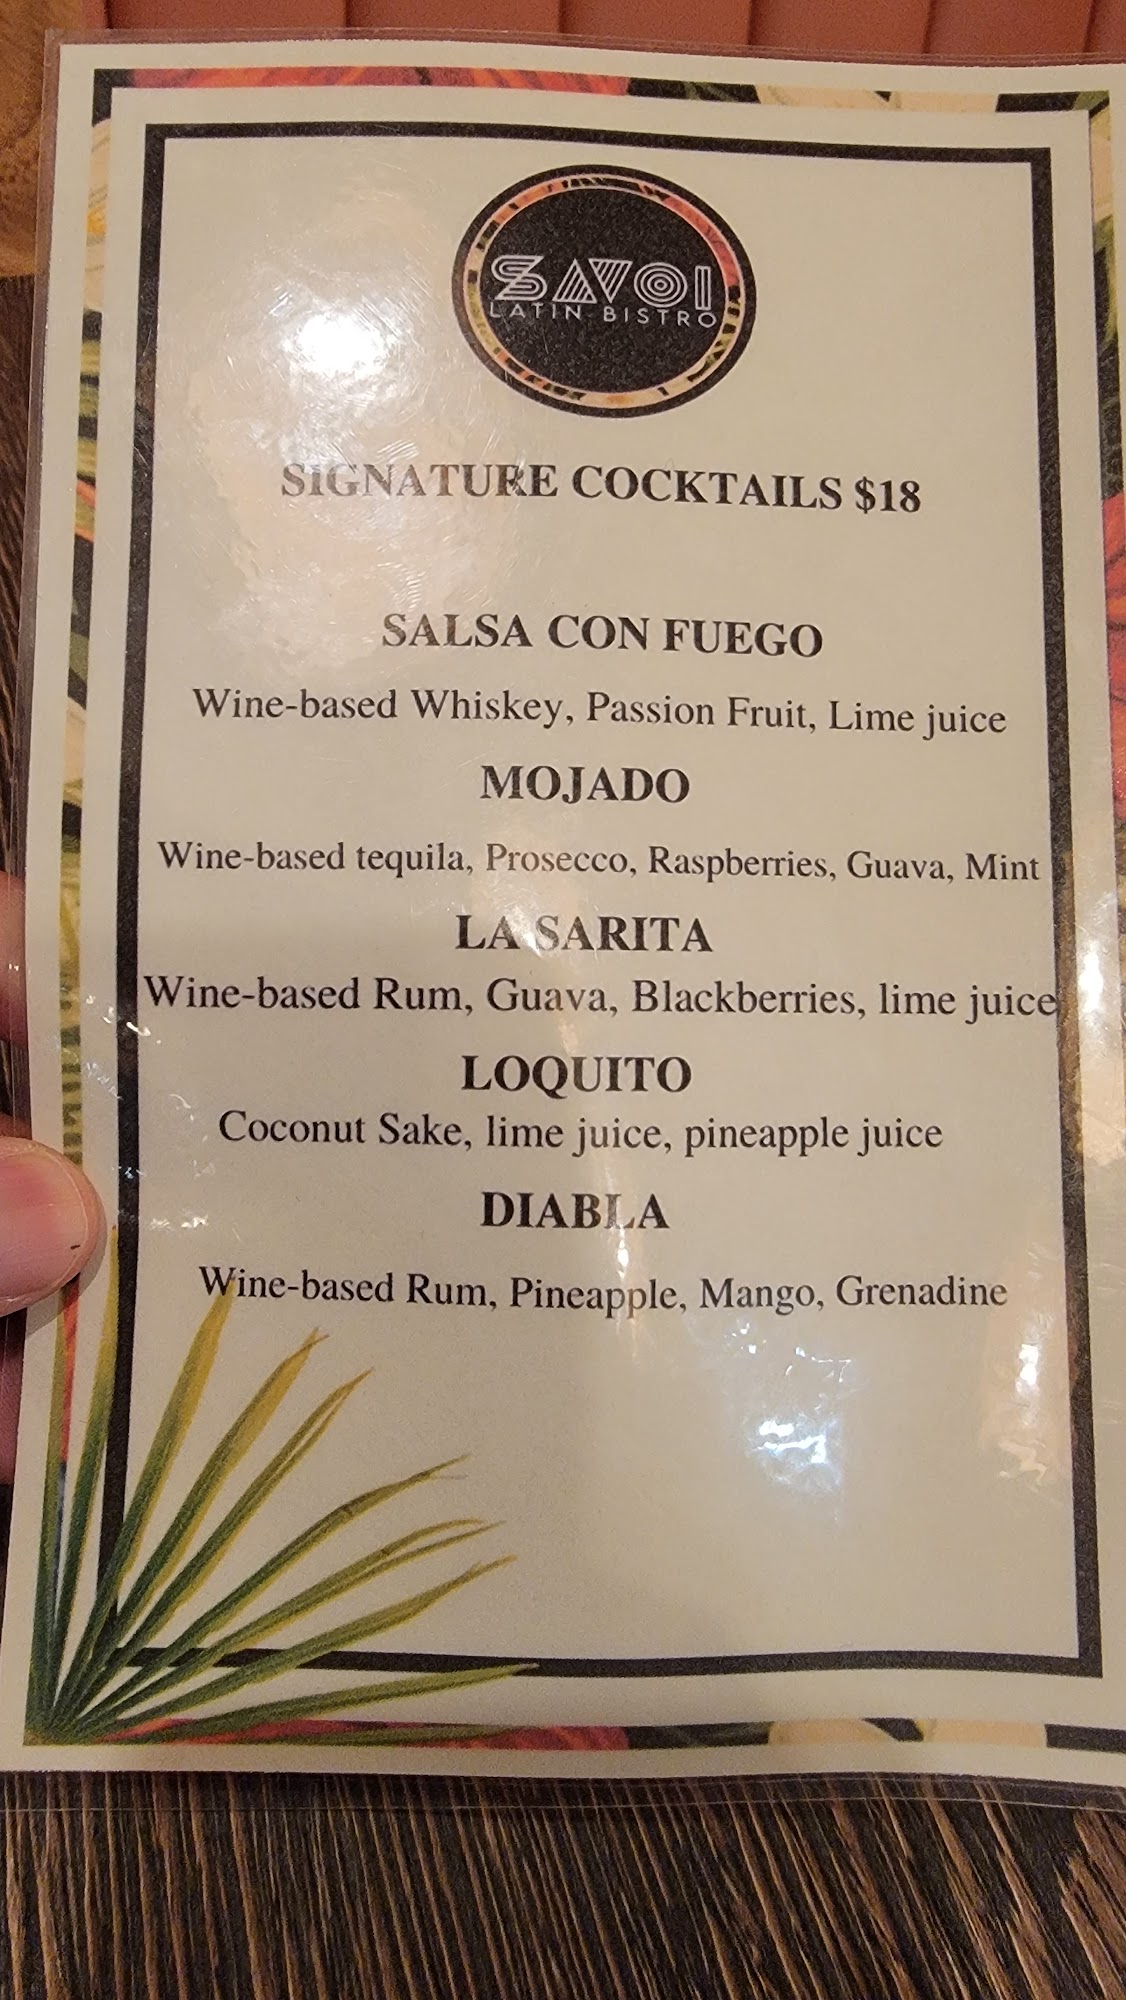 SAVOI
LATIN BISTRO
SIGNATURE COCKTAILS $18
SALSA CON FUEGO
Wine-based Whiskey, Passion Fruit, Lime juice
MOJADO
Wine-based tequila, Prosecco, Raspberries, Guava, Mint
LA SARITA
Wine-based Rum, Guava, Blackberries, lime juice
LOQUITO
Coconut Sake, lime juice, pineapple juice
DIABLA
Wine-based Rum, Pineapple, Mango, Grenadine